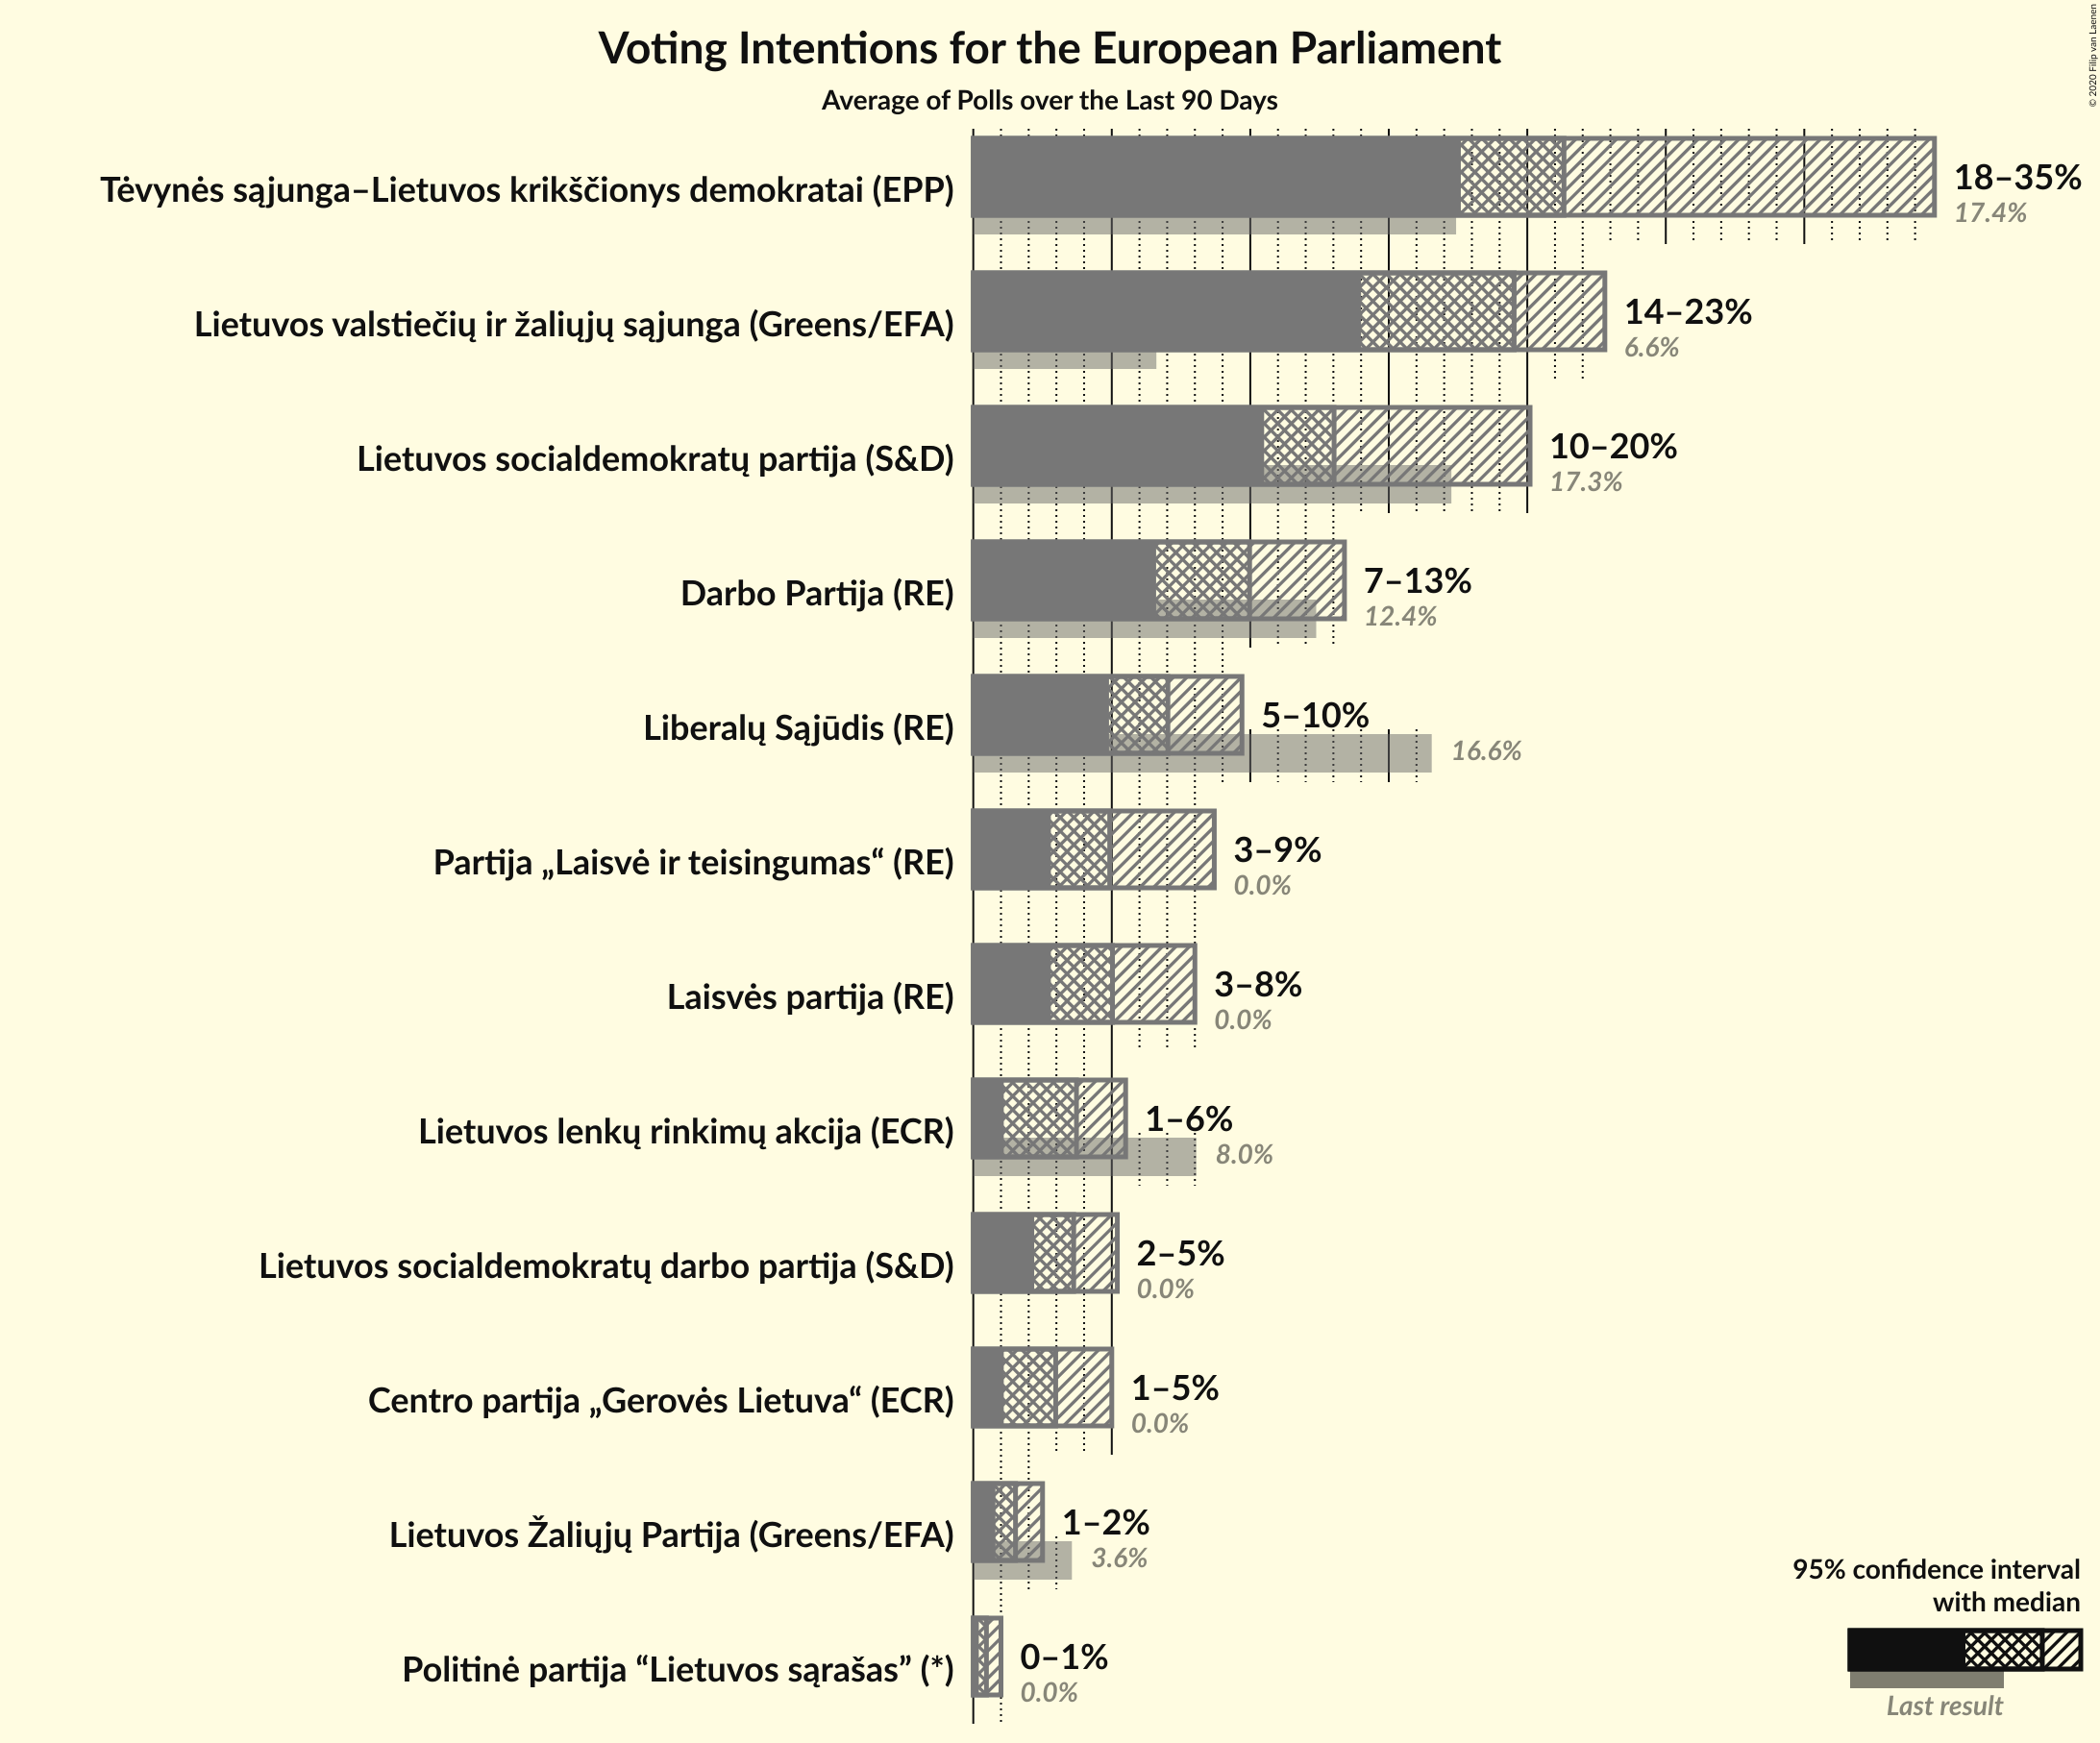 Voting Intentions for the European Parliament
Average of Polls over the Last 90 Days
© 2020 Filip van Laenen
Tėvynės sąjunga–Lietuvos krikščionys demokratai (EPP)
18–35%
17.4%
Lietuvos valstiečių ir žaliųjų sąjunga (Greens/EFA)
14–23%
6.6%
Lietuvos socialdemokratų partija (S&D)
10–20%
17.3%
Darbo Partija (RE)
7–13%
12.4%
Liberalų Sąjūdis (RE)
5–10%
16.6%
Partija „Laisvė ir teisingumas“ (RE)
3–9%
0.0%
Laisvės partija (RE)
3–8%
0.0%
Lietuvos lenkų rinkimų akcija (ECR)
1–6%
8.0%
Lietuvos socialdemokratų darbo partija (S&D)
2–5%
0.0%
Centro partija „Gerovės Lietuva“ (ECR)
1–5%
0.0%
Lietuvos Žaliųjų Partija (Greens/EFA)
1–2%
3.6%
Politinė partija “Lietuvos sąrašas” (*)
0–1%
0.0%
95% confidence interval
with median
Last result